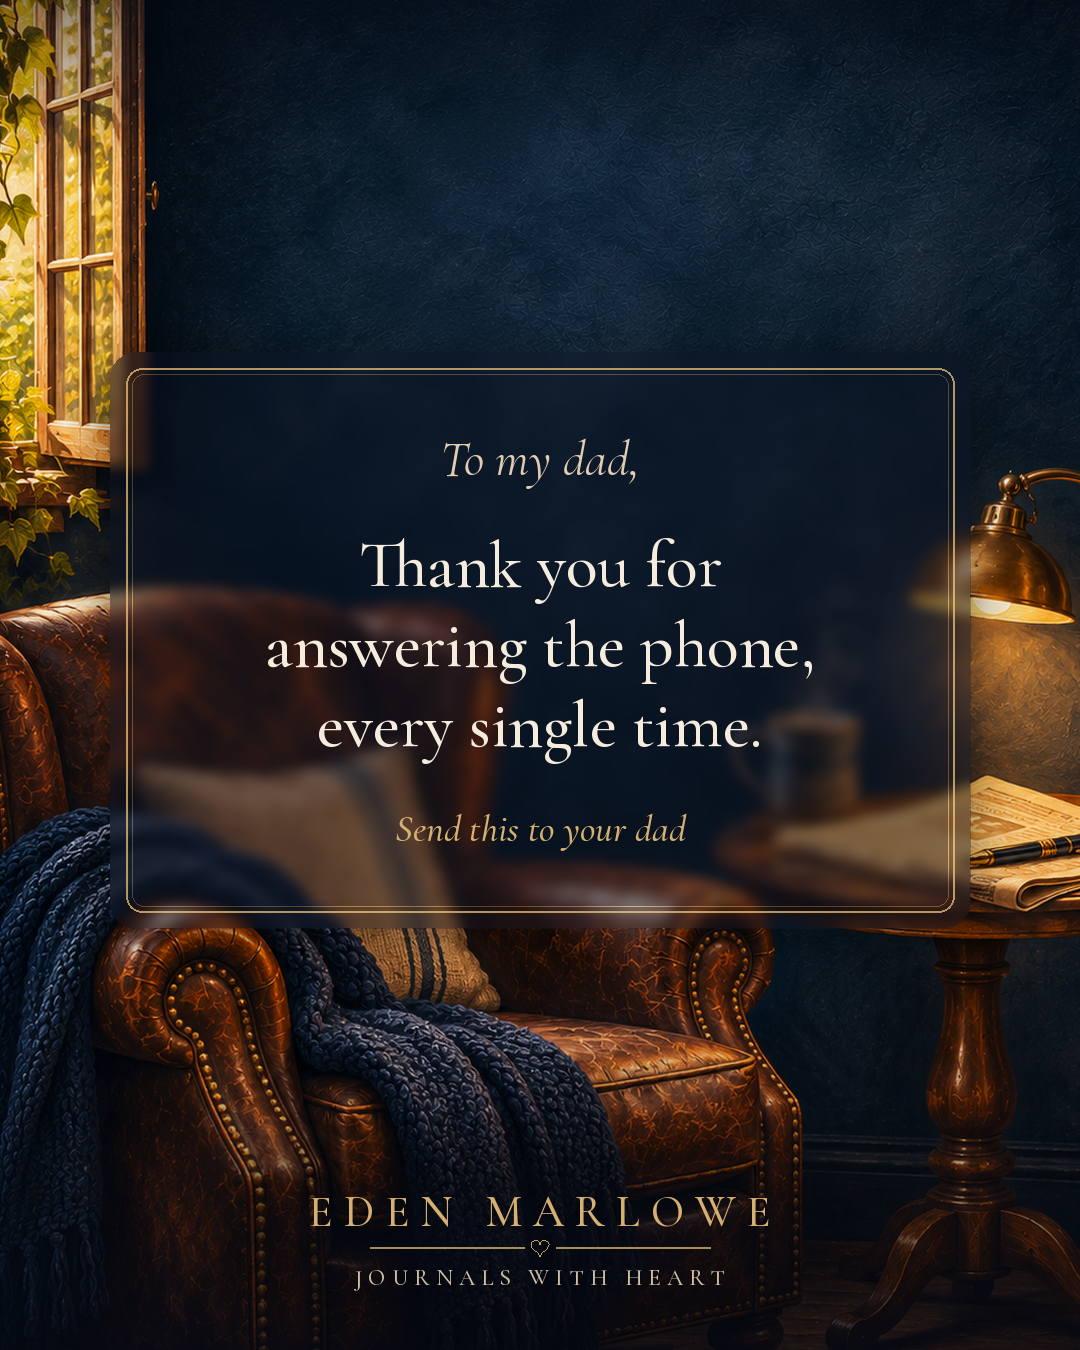 To my dad,
Thank you for
answering the phone,
every single time.
Send this to your dad
EDEN MARLOWE
JOURNALS WITH HEART